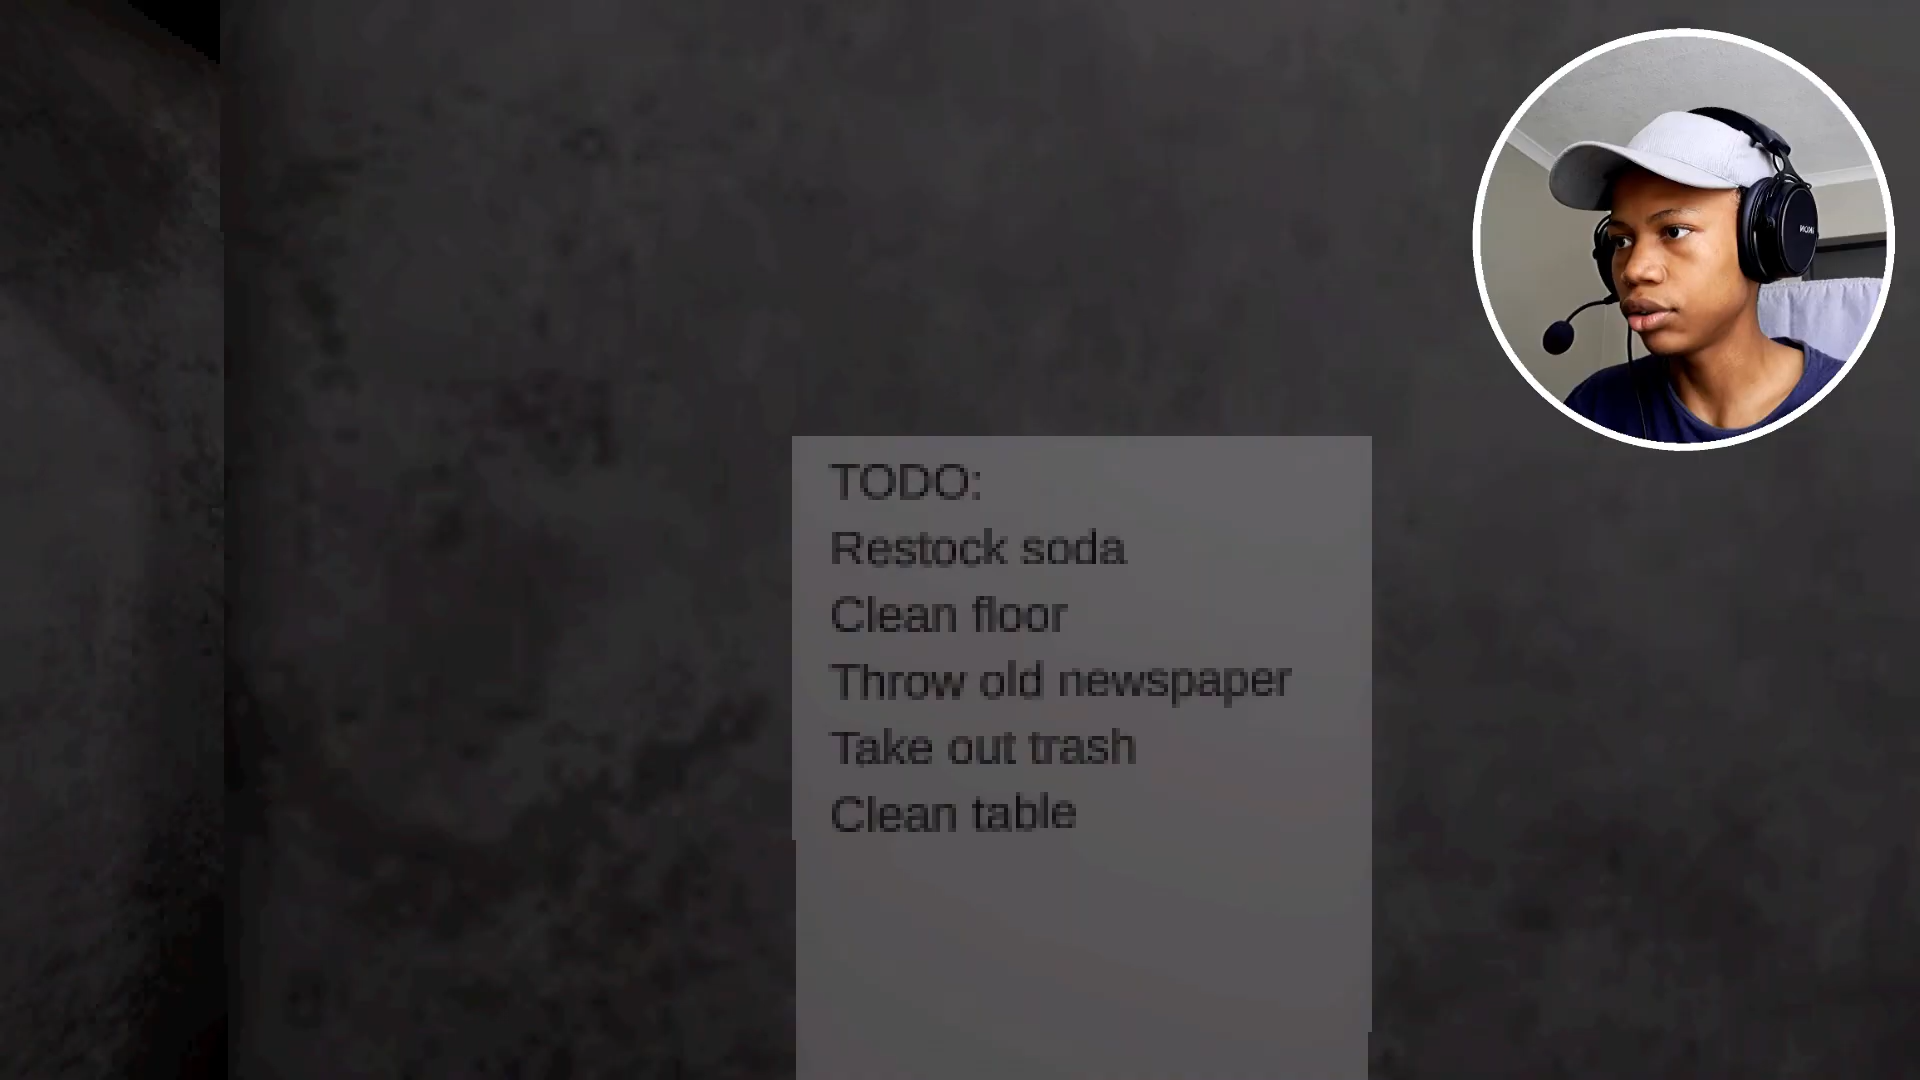 TODO:
Restock soda
Clean floor
Throw old newspaper
Take out trash
Clean table